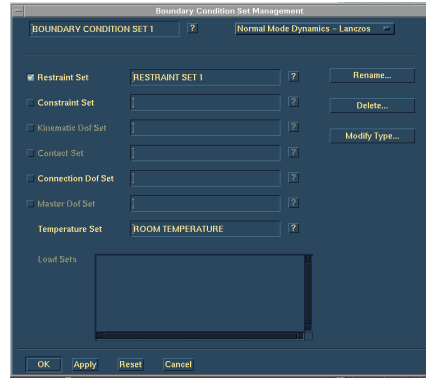 Boundary Condition Set Management
BOUNDARY CONDITION SET 1 ? Normal Mode Dynamics - Lanczos
Restraint Set RESTRAINT SET 1 ? Rename...
Constraint Set ? Delete...
Kinematic Dof Set ? Modify Type...
Contact Set ?
Connection Dof Set ?
Master Dof Set ?
Temperature Set ROOM TEMPERATURE ?
Load Sets
OK Apply Reset Cancel